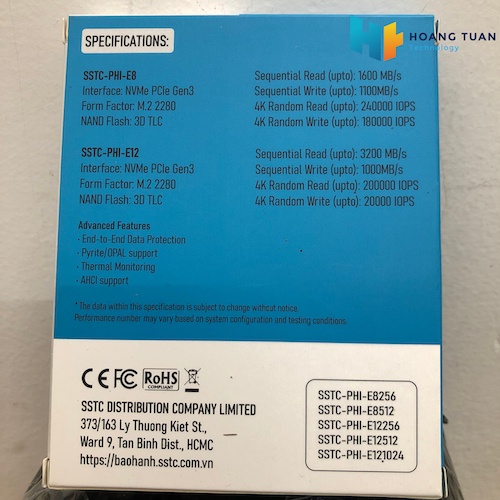 SPECIFICATIONS:
HOANG TUAN
Technology
SSTC-PHI-E8
Interface: NVMe PCIe Gen3
Form Factor: M.2 2280
NAND Flash: 3D TLC
Sequential Read (upto): 1600 MB/s
Sequential Write (upto): 1100MB/s
4K Random Read (upto): 240000 IOPS
4K Random Write (upto): 180000 IOPS
SSTC-PHI-E12
Interface: NVMe PCIe Gen3
Form Factor: M.2 2280
NAND Flash: 3D TLC
Sequential Read (upto): 3200 MB/s
Sequential Write (upto): 1000MB/s
4K Random Read (upto): 200000 IOPS
4K Random Write (upto): 20000 IOPS
Advanced Features
- End-to-End Data Protection
- Pyrite/OPAL support
- Thermal Monitoring
- AHCI support
*The data within this specification is subject to change without notice.
Performance number may vary based on system configuration and testing conditions.
CE FC RoHS
COMPLIANT
SSTC DISTRIBUTION COMPANY LIMITED
373/163 Ly Thuong Kiet St.,
Ward 9, Tan Binh Dist., HCMC
https://baohanh.sstc.com.vn
SSTC-PHI-E8256
SSTC-PHI-E8512
SSTC-PHI-E12256
SSTC-PHI-E12512
SSTC-PHI-E121024